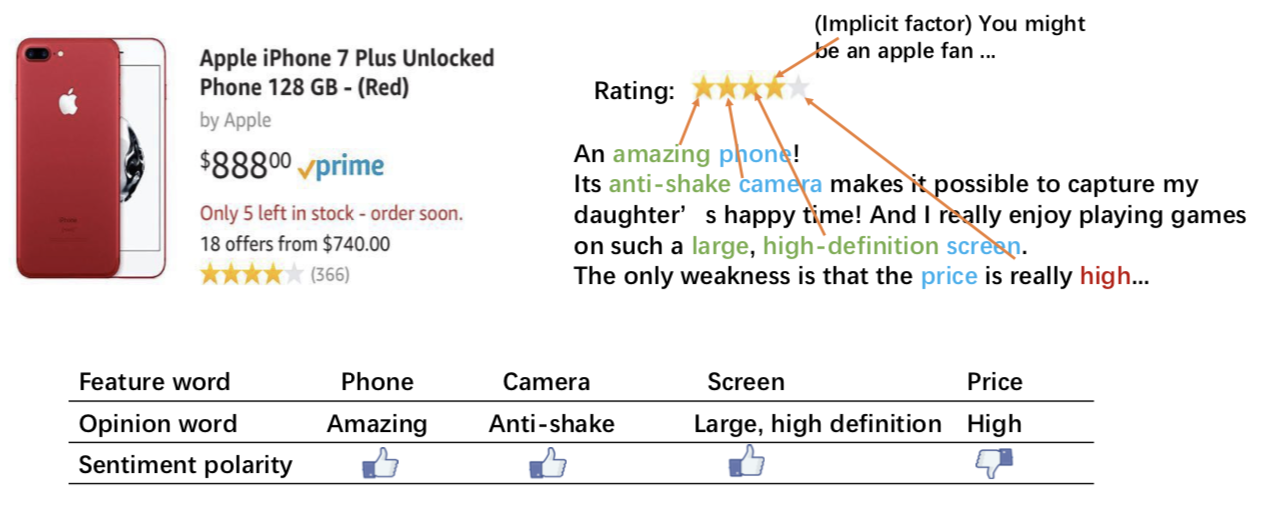 Apple iPhone 7 Plus Unlocked
Phone 128 GB - (Red)
by Apple
$88800 prime
Only 5 left in stock - order soon.
18 offers from $740.00
(366)
(Implicit factor) You might
be an apple fan ...
Rating:
An amazing phone!
Its anti-shake camera makes it possible to capture my
daughter’ s happy time! And I really enjoy playing games
on such a large, high-definition screen.
The only weakness is that the price is really high...
Feature word Phone Camera Screen Price
Opinion word Amazing Anti-shake Large, high definition High
Sentiment polarity